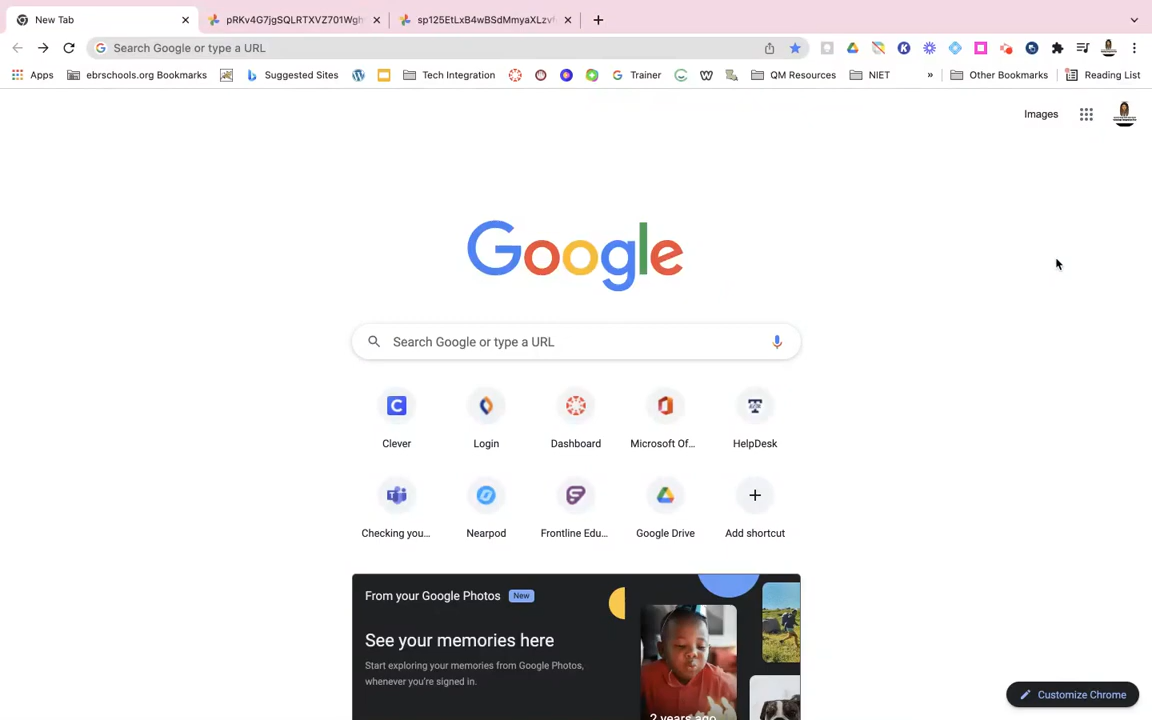 New Tab
pRKv4G7jgSQLRTXVZ701Wgh
sp125EtLxB4wBSdMmyaXLzv
Search Google or type a URL
Apps
ebrschools.org Bookmarks
Suggested Sites
Tech Integration
Trainer
QM Resources
NIET
»
Other Bookmarks
Reading List
Images
Google
Search Google or type a URL
Clever
Login
Dashboard
Microsoft Of...
HelpDesk
Checking you...
Nearpod
Frontline Edu...
Google Drive
Add shortcut
From your Google Photos New
See your memories here
Start exploring your memories from Google Photos,
whenever you're signed in.
2 years ago
Customize Chrome